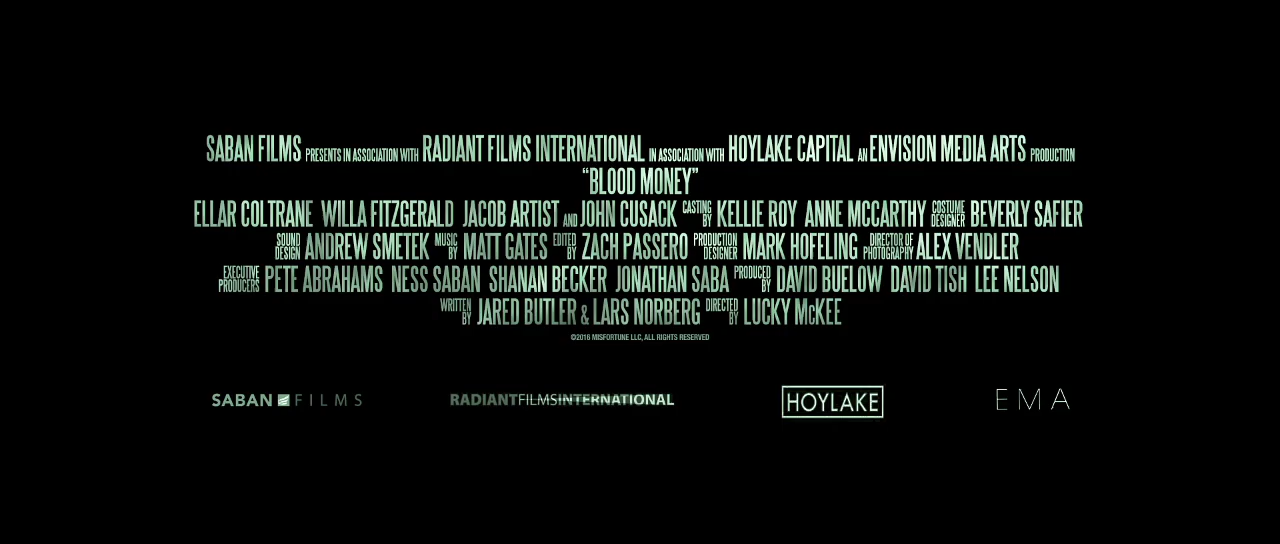 SABAN FILMS PRESENTS IN ASSOCIATION WITH RADIANT FILMS INTERNATIONAL IN ASSOCIATION WITH HOYLAKE CAPITAL AN ENVISION MEDIA ARTS PRODUCTION
“BLOOD MONEY”
ELLAR COLTRANE WILLA FITZGERALD JACOB ARTIST AND JOHN CUSACK CASTING BY KELLIE ROY ANNE MCCARTHY COSTUME DESIGNER BEVERLY SAFIER
SOUND DESIGN ANDREW SMETEK MUSIC BY MATT GATES EDITED BY ZACH PASSERO PRODUCTION DESIGNER MARK HOFELING DIRECTOR OF PHOTOGRAPHY ALEX VENDLER
EXECUTIVE PRODUCERS PETE ABRAHAMS NESS SABAN SHANAN BECKER JONATHAN SABA PRODUCED BY DAVID BUELOW DAVID TISH LEE NELSON
WRITTEN BY JARED BUTLER & LARS NORBERG DIRECTED BY LUCKY McKEE
©2016 MISFORTUNE LLC, ALL RIGHTS RESERVED
SABAN FILMS RADIANTFILMSINTERNATIONAL HOYLAKE EMA